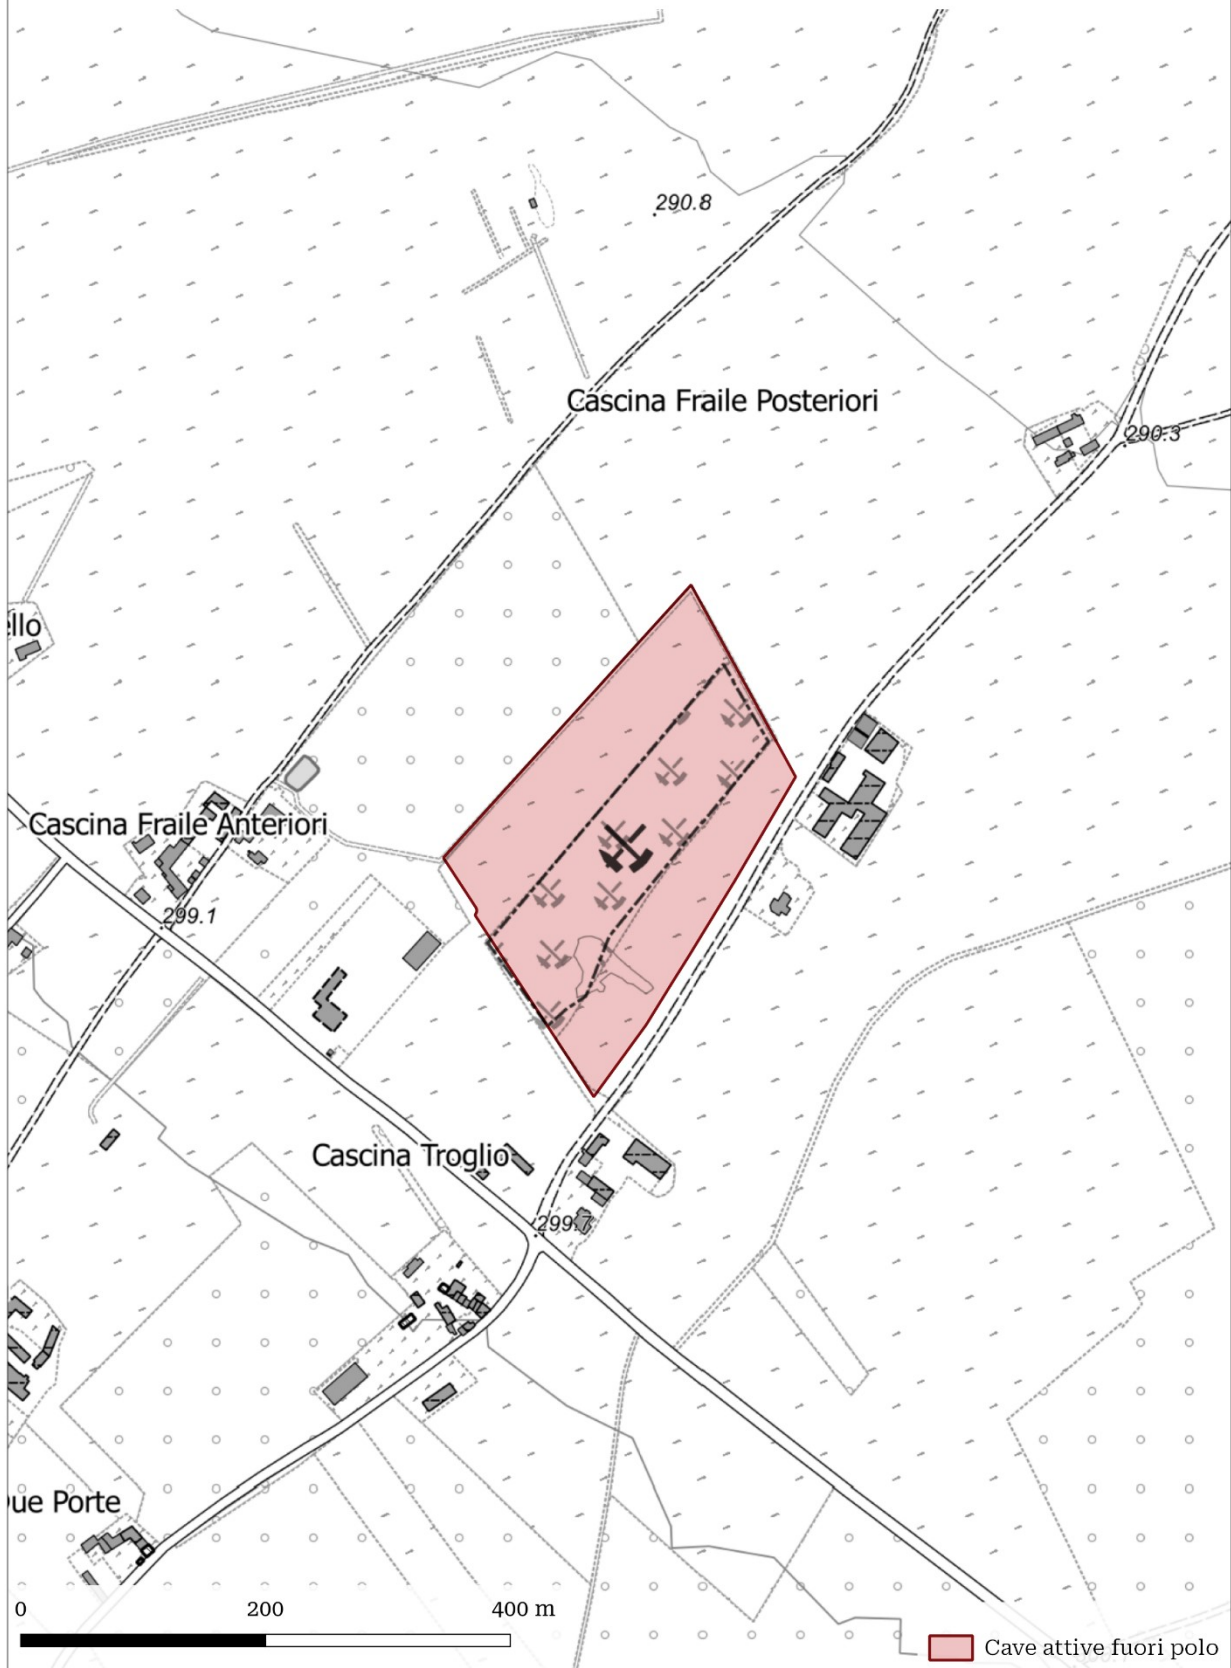 290.8
Cascina Fraile Posteriori
290.3
llo
Cascina Fraile Anteriori
299.1
Cascina Troglio
299.7
ue Porte
0 200 400 m
Cave attive fuori polo